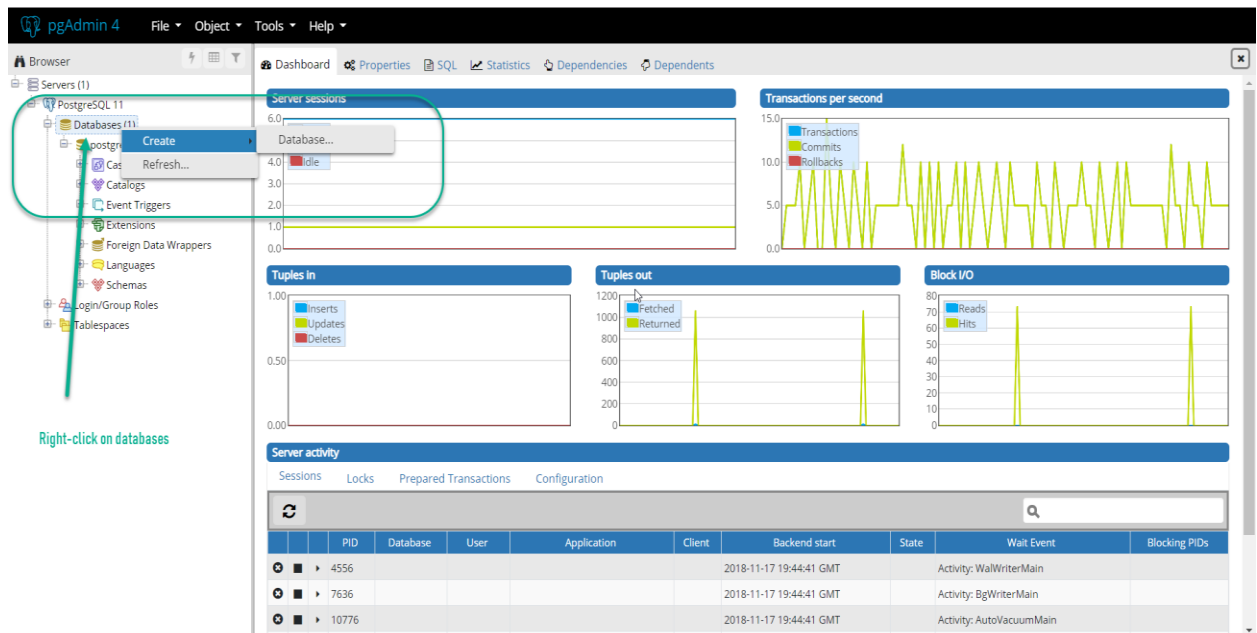 pgAdmin 4 File Object Tools Help
Browser
Dashboard Properties SQL Statistics Dependencies Dependents
Servers (1)
PostgreSQL 11
Databases (1)
postgre
Cas
Catalogs
Event Triggers
Extensions
Foreign Data Wrappers
Languages
Schemas
Login/Group Roles
Tablespaces
Create
Refresh...
Database...
Right-click on databases
Server sessions
6.0
4.0
3.0
2.0
1.0
0.0
Idle
Transactions per second
15.0
10.0
5.0
0.0
Transactions
Commits
Rollbacks
Tuples in
1.00
0.50
0.00
Inserts
Updates
Deletes
Tuples out
1200
1000
800
600
400
200
0
Fetched
Returned
Block I/O
80
70
60
50
40
30
20
10
0
Reads
Hits
Server activity
Sessions Locks Prepared Transactions Configuration
PID Database User Application Client Backend start State Wait Event Blocking PIDs
4556 2018-11-17 19:44:41 GMT Activity: WalWriterMain
7636 2018-11-17 19:44:41 GMT Activity: BgWriterMain
10776 2018-11-17 19:44:41 GMT Activity: AutoVacuumMain